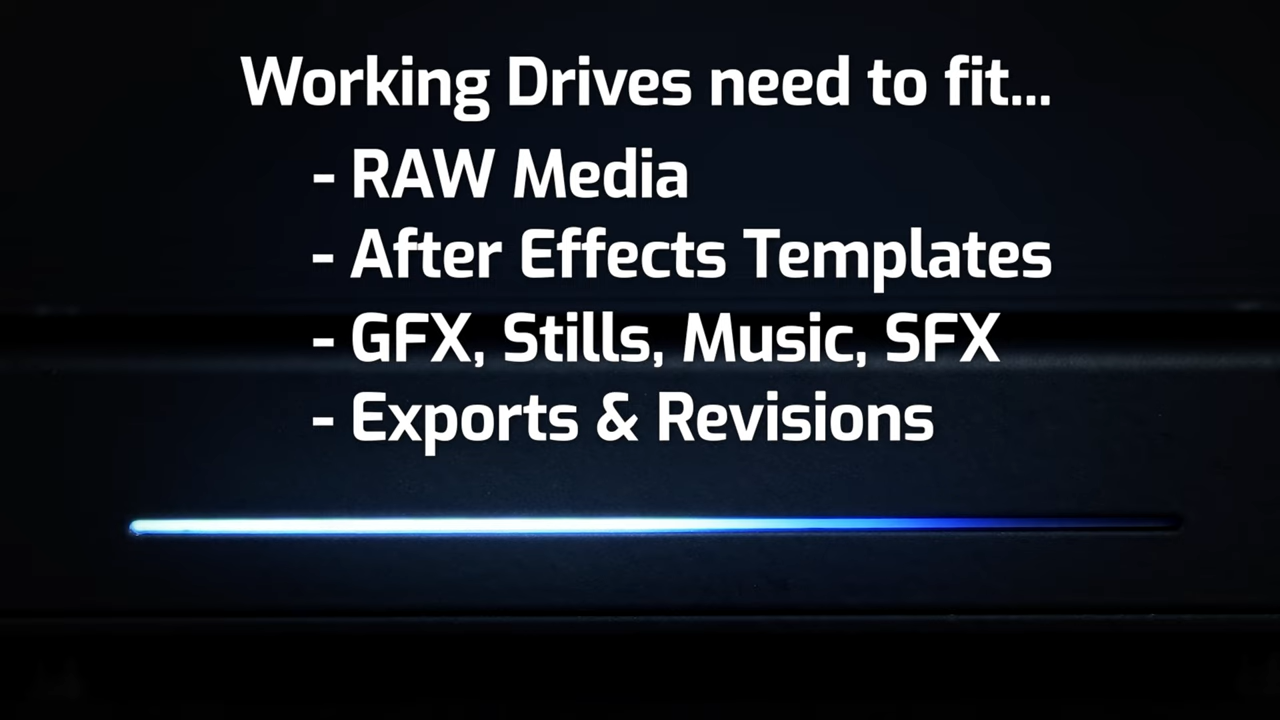 Working Drives need to fit...
- RAW Media
- After Effects Templates
- GFX, Stills, Music, SFX
- Exports & Revisions